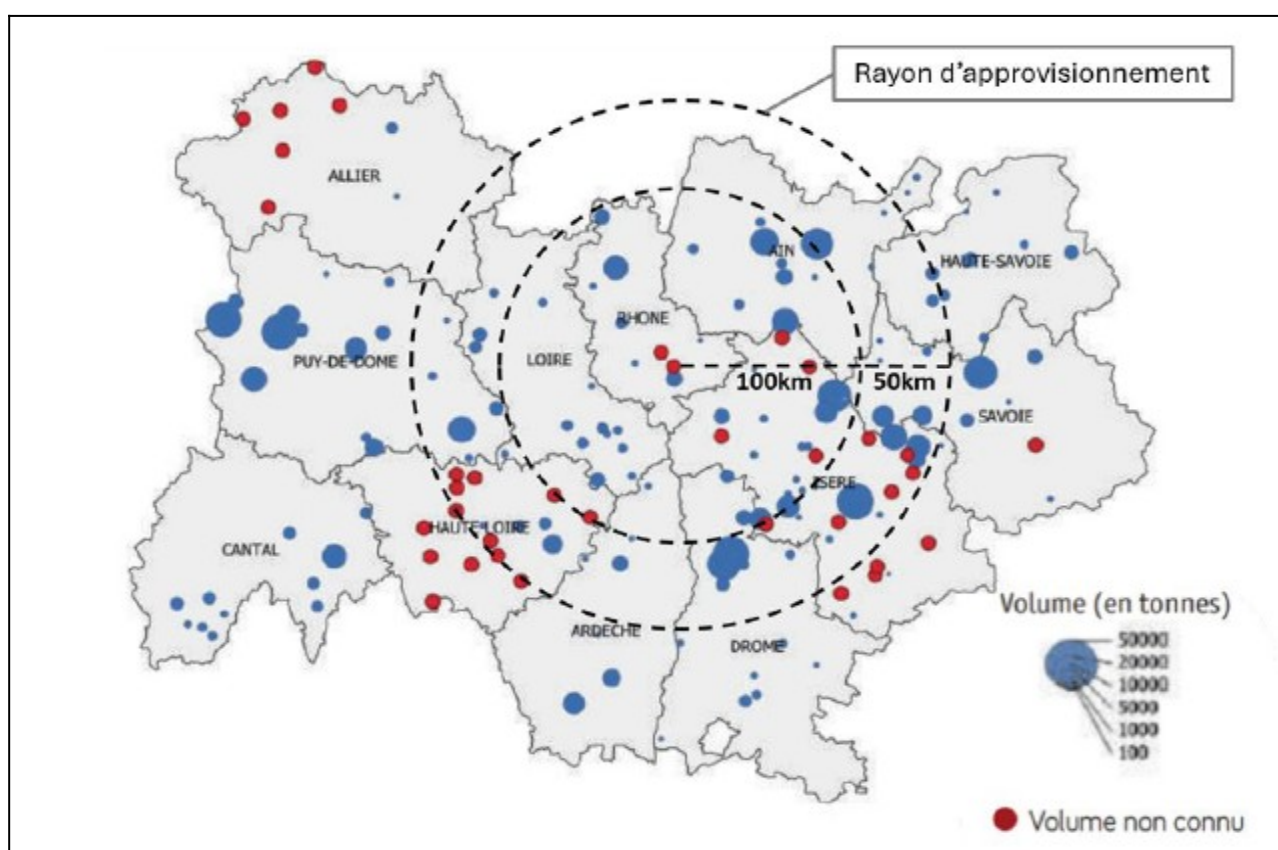 Rayon d’approvisionnement
ALLIER
AIN
HAUTE-SAVOIE
RHONE
PUY-DE-DOME
LOIRE
100km
50km
SAVOIE
ISERE
HAUTE-LOIRE
CANTAL
ARDECHE
DROME
Volume (en tonnes)
50000
20000
10000
5000
1000
100
Volume non connu